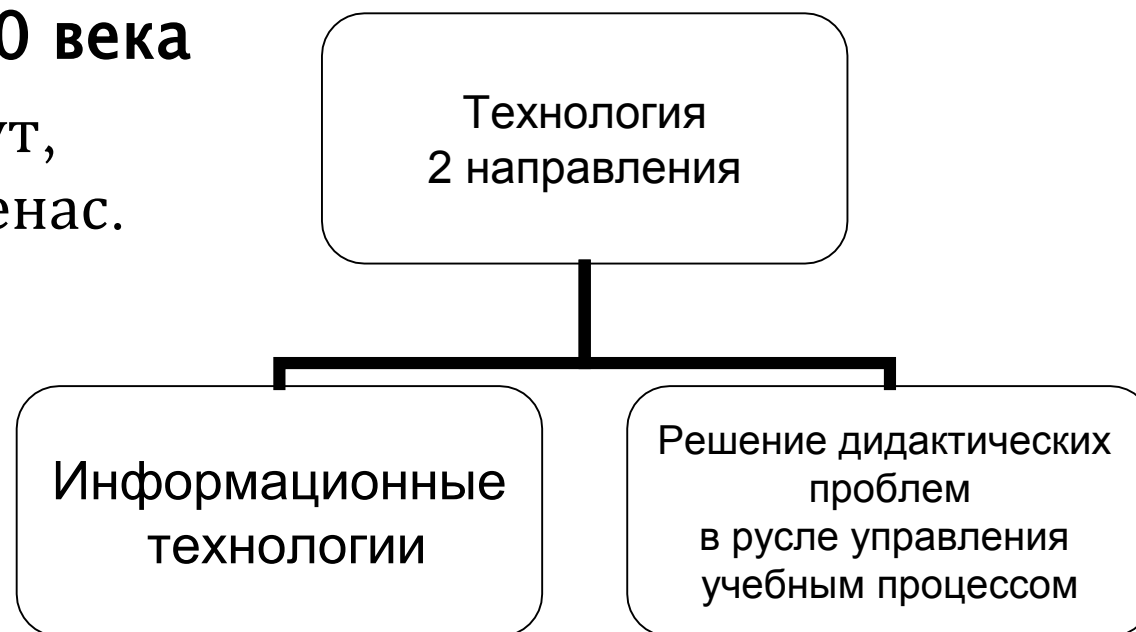 0 века
ут,
енас.
Технология
2 направления
Информационные
технологии
Решение дидактических
проблем
в русле управления
учебным процессом